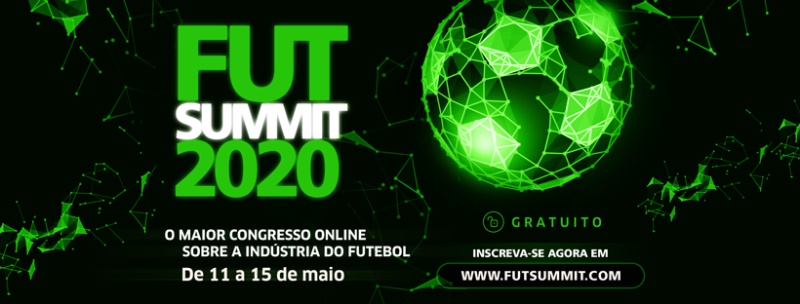 FUT
SUMMIT
2020
O MAIOR CONGRESSO ONLINE
SOBRE A INDÚSTRIA DO FUTEBOL
De 11 a 15 de maio
GRATUITO
INSCREVA-SE AGORA EM
WWW.FUTSUMMIT.COM